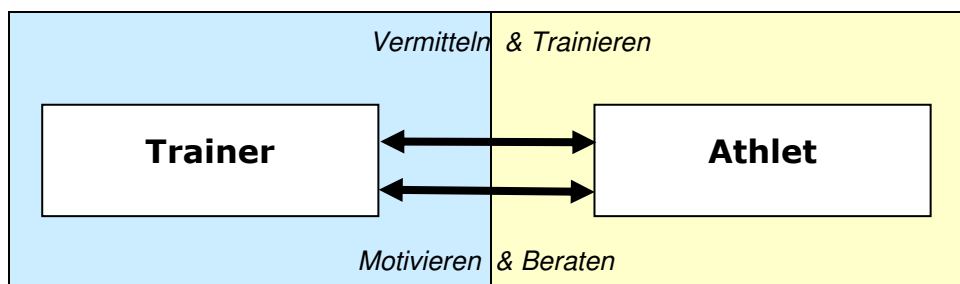 Vermitteln & Trainieren
Trainer
Athlet
Motivieren & Beraten